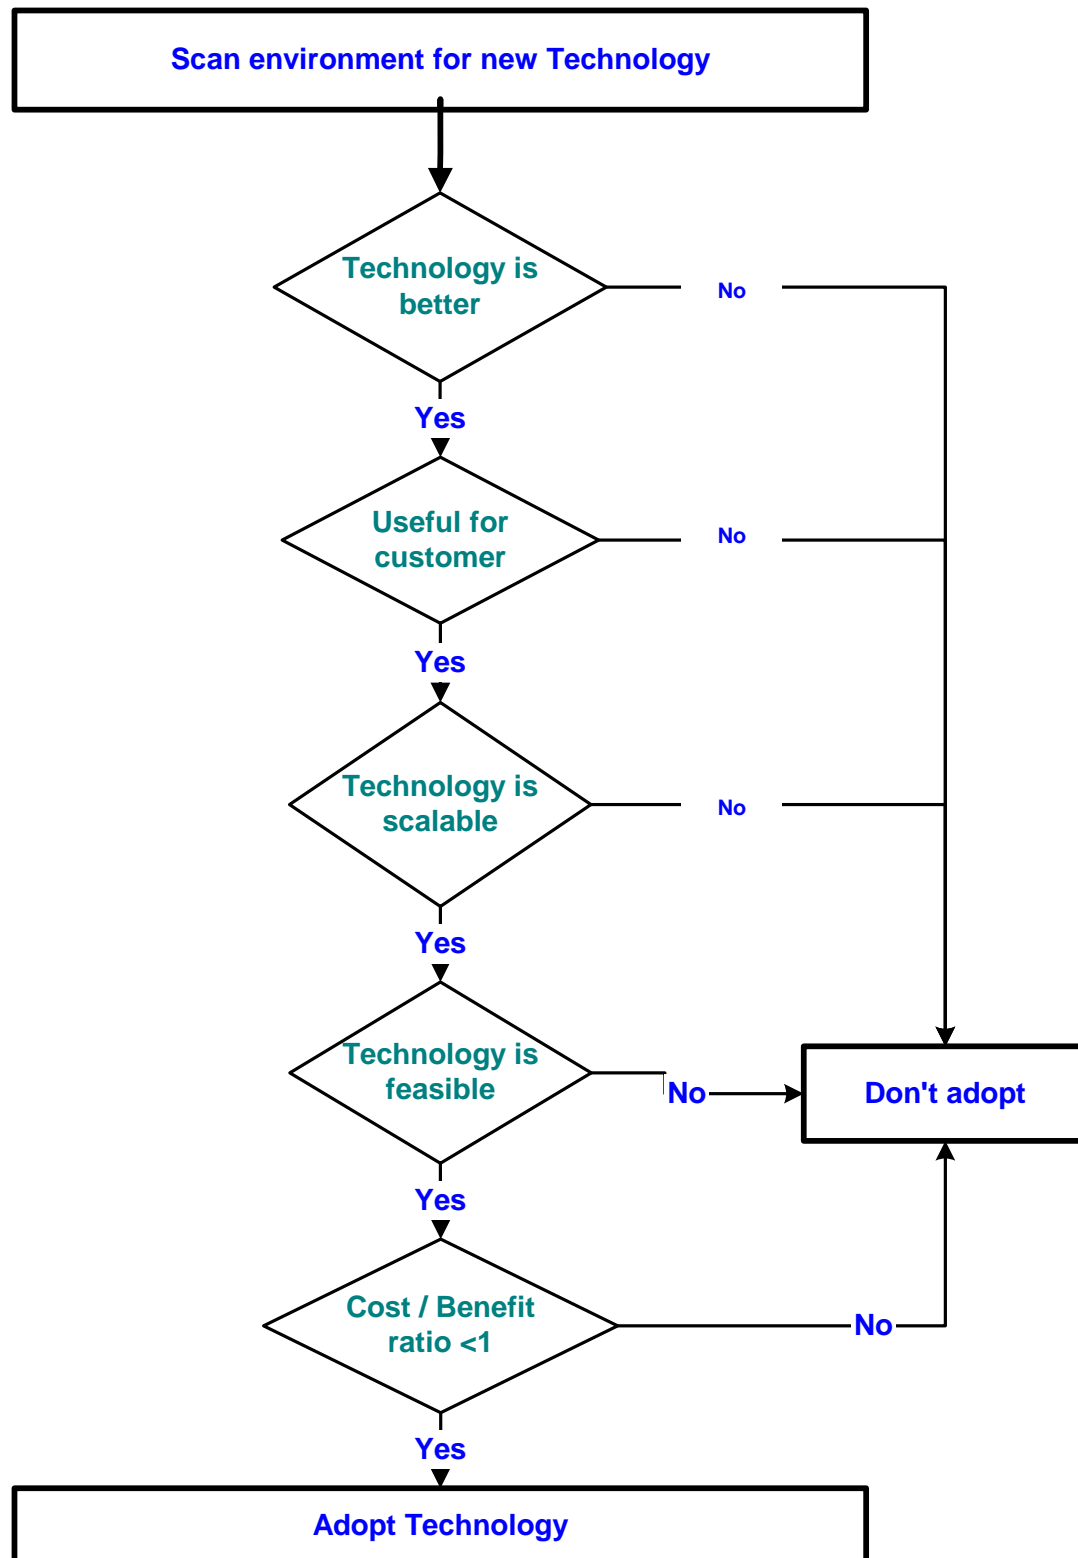 Scan environment for new Technology
Technology is
better
No
Yes
Useful for
customer
No
Yes
Technology is
scalable
No
Yes
Technology is
feasible
No
Don't adopt
Yes
Cost / Benefit
ratio <1
No
Yes
Adopt Technology